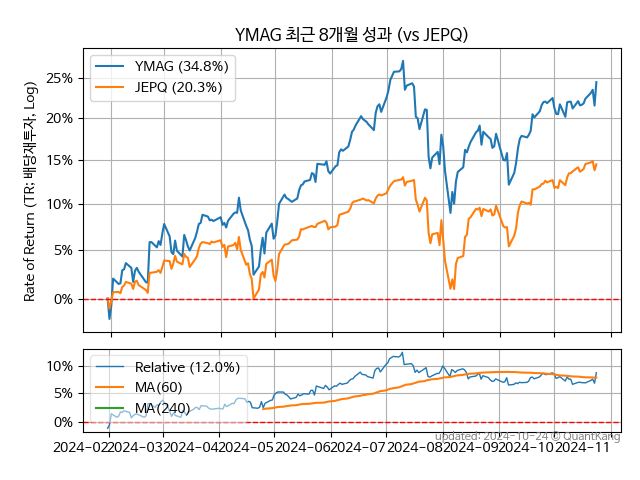 YMAG 최근 8개월 성과 (vs JEPQ)
Rate of Return (TR: 배당재투자, Log)
25%
20%
15%
10%
5%
0%
YMAG (34.8%)
JEPQ (20.3%)
10%
5%
0%
Relative (12.0%)
MA(60)
MA(240)
updated: 2024-10-24 © QuantKang
2024-02 2024-03 2024-04 2024-05 2024-06 2024-07 2024-08 2024-09 2024-10 2024-11